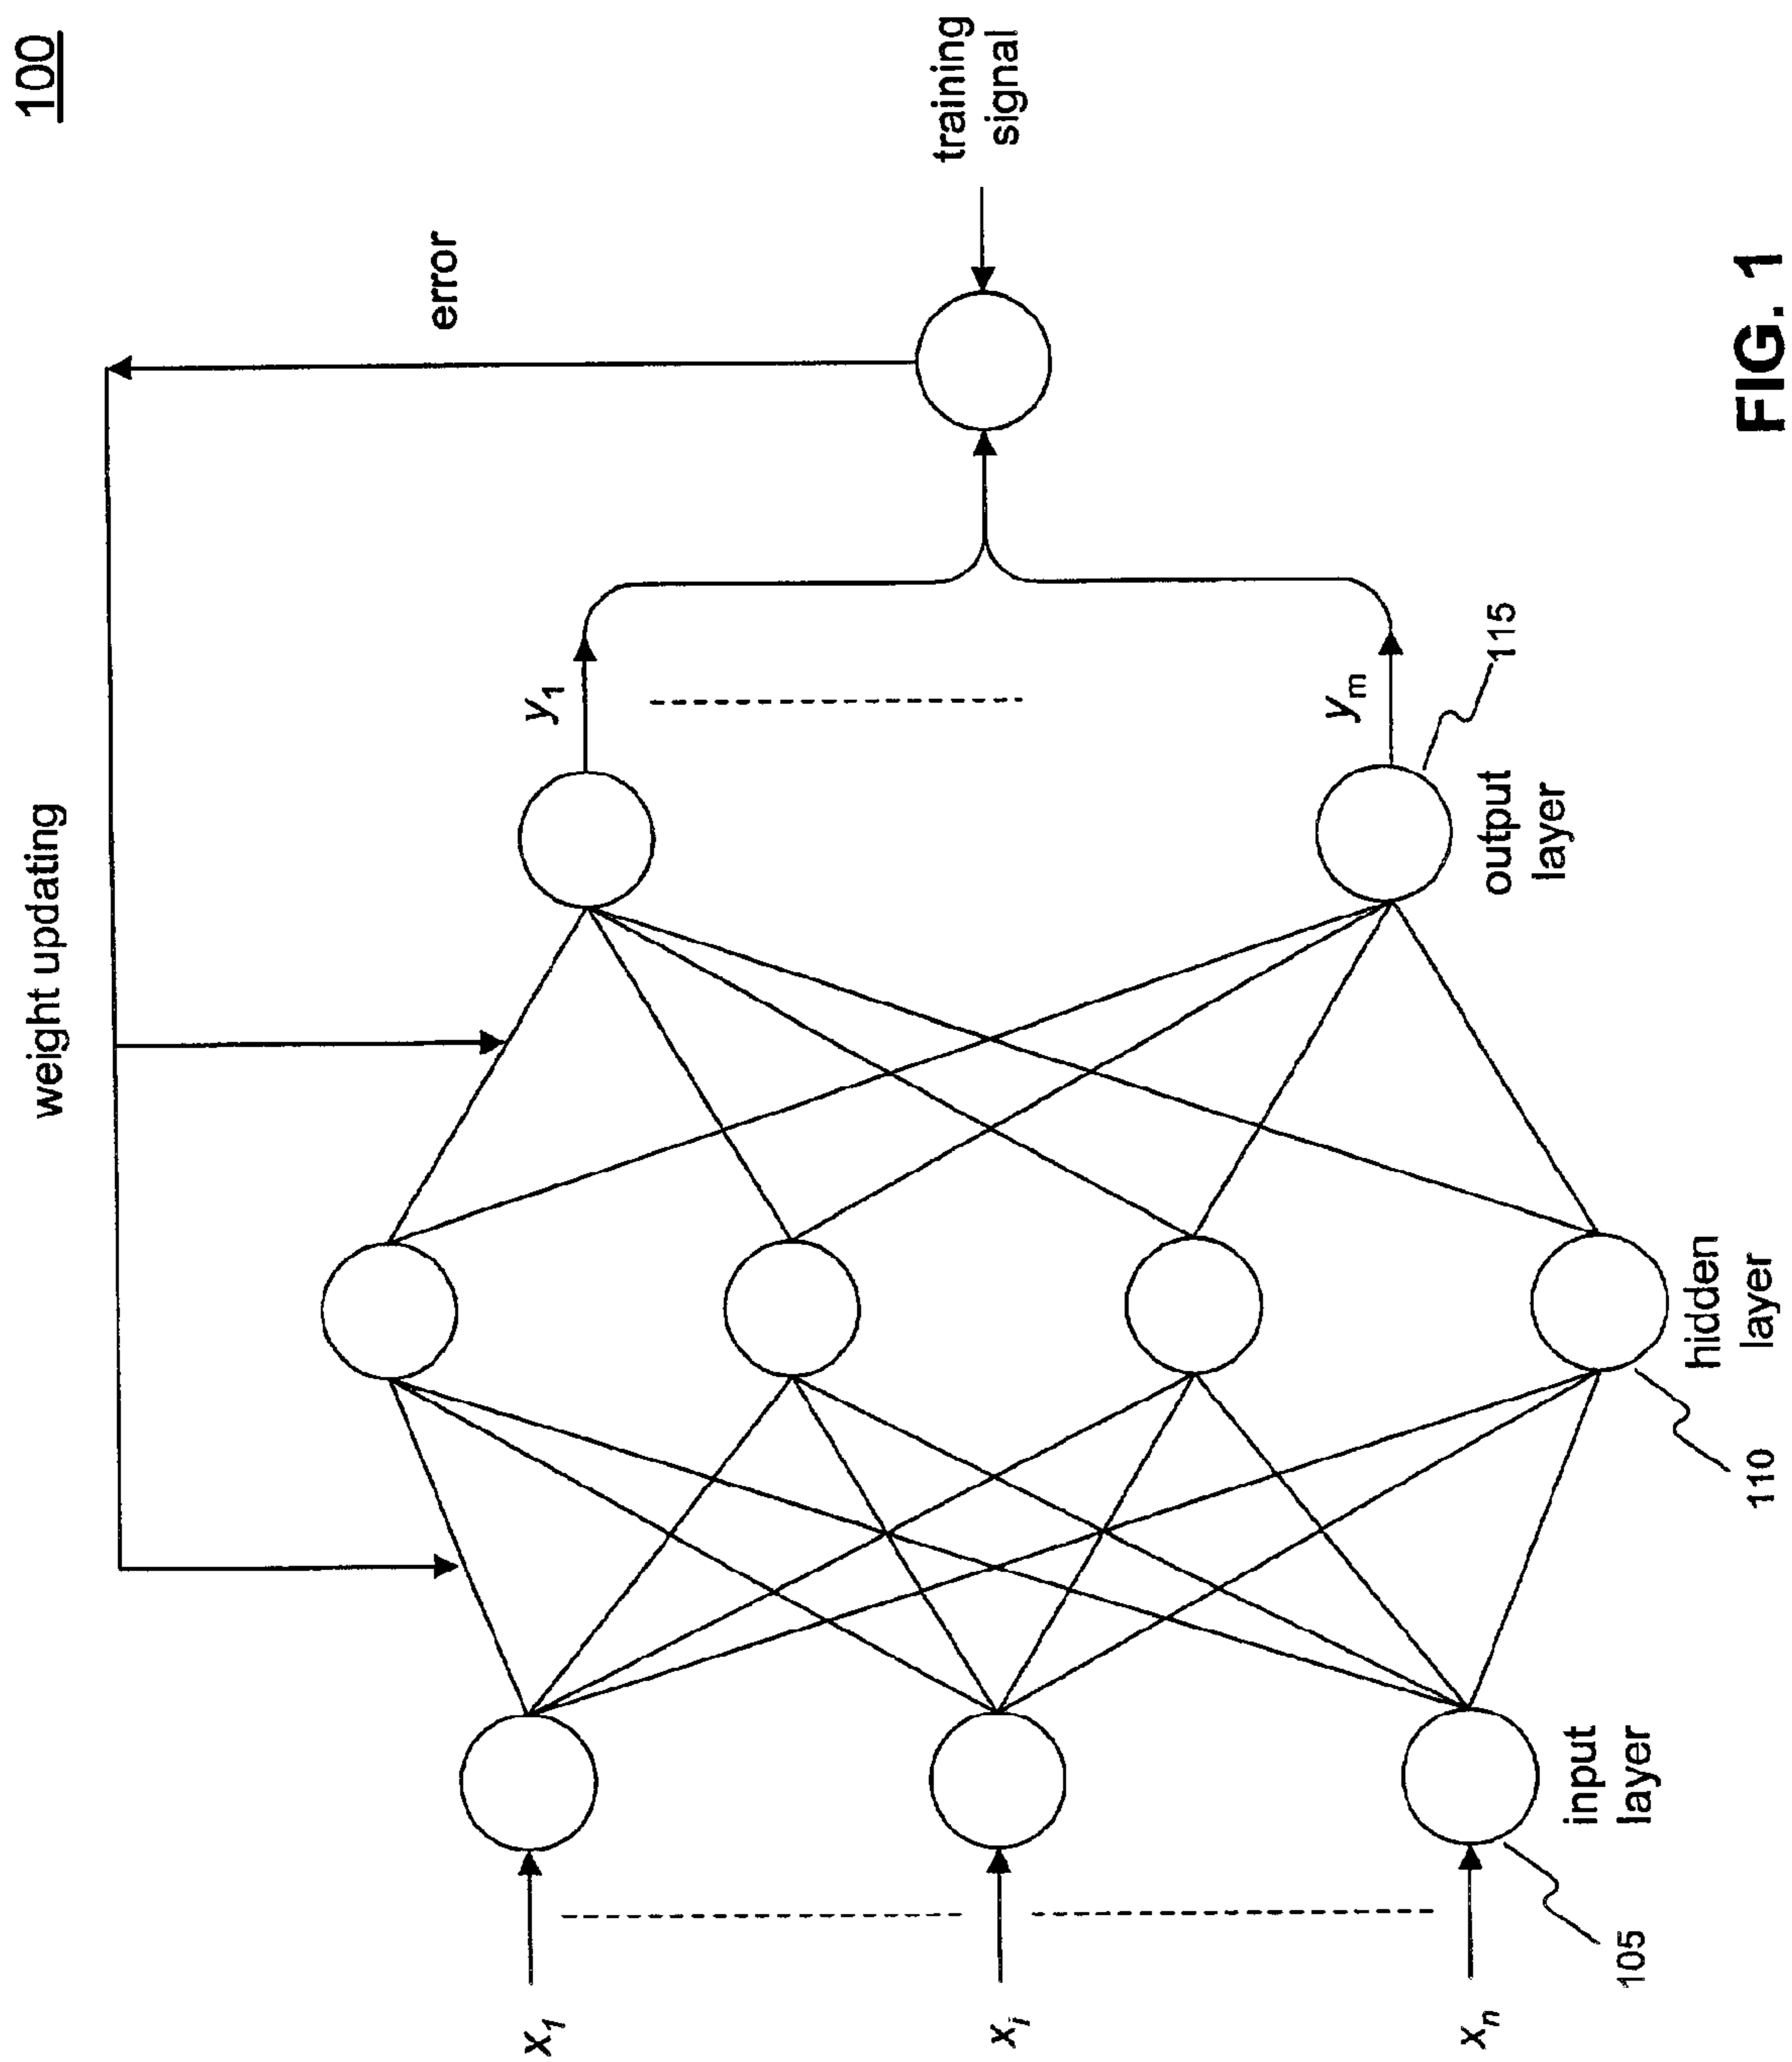 100
weight updating
error
training
signal
y1
ym
115
output
layer
hidden
layer
110
input
layer
105
x1
xi
xn
FIG. 1